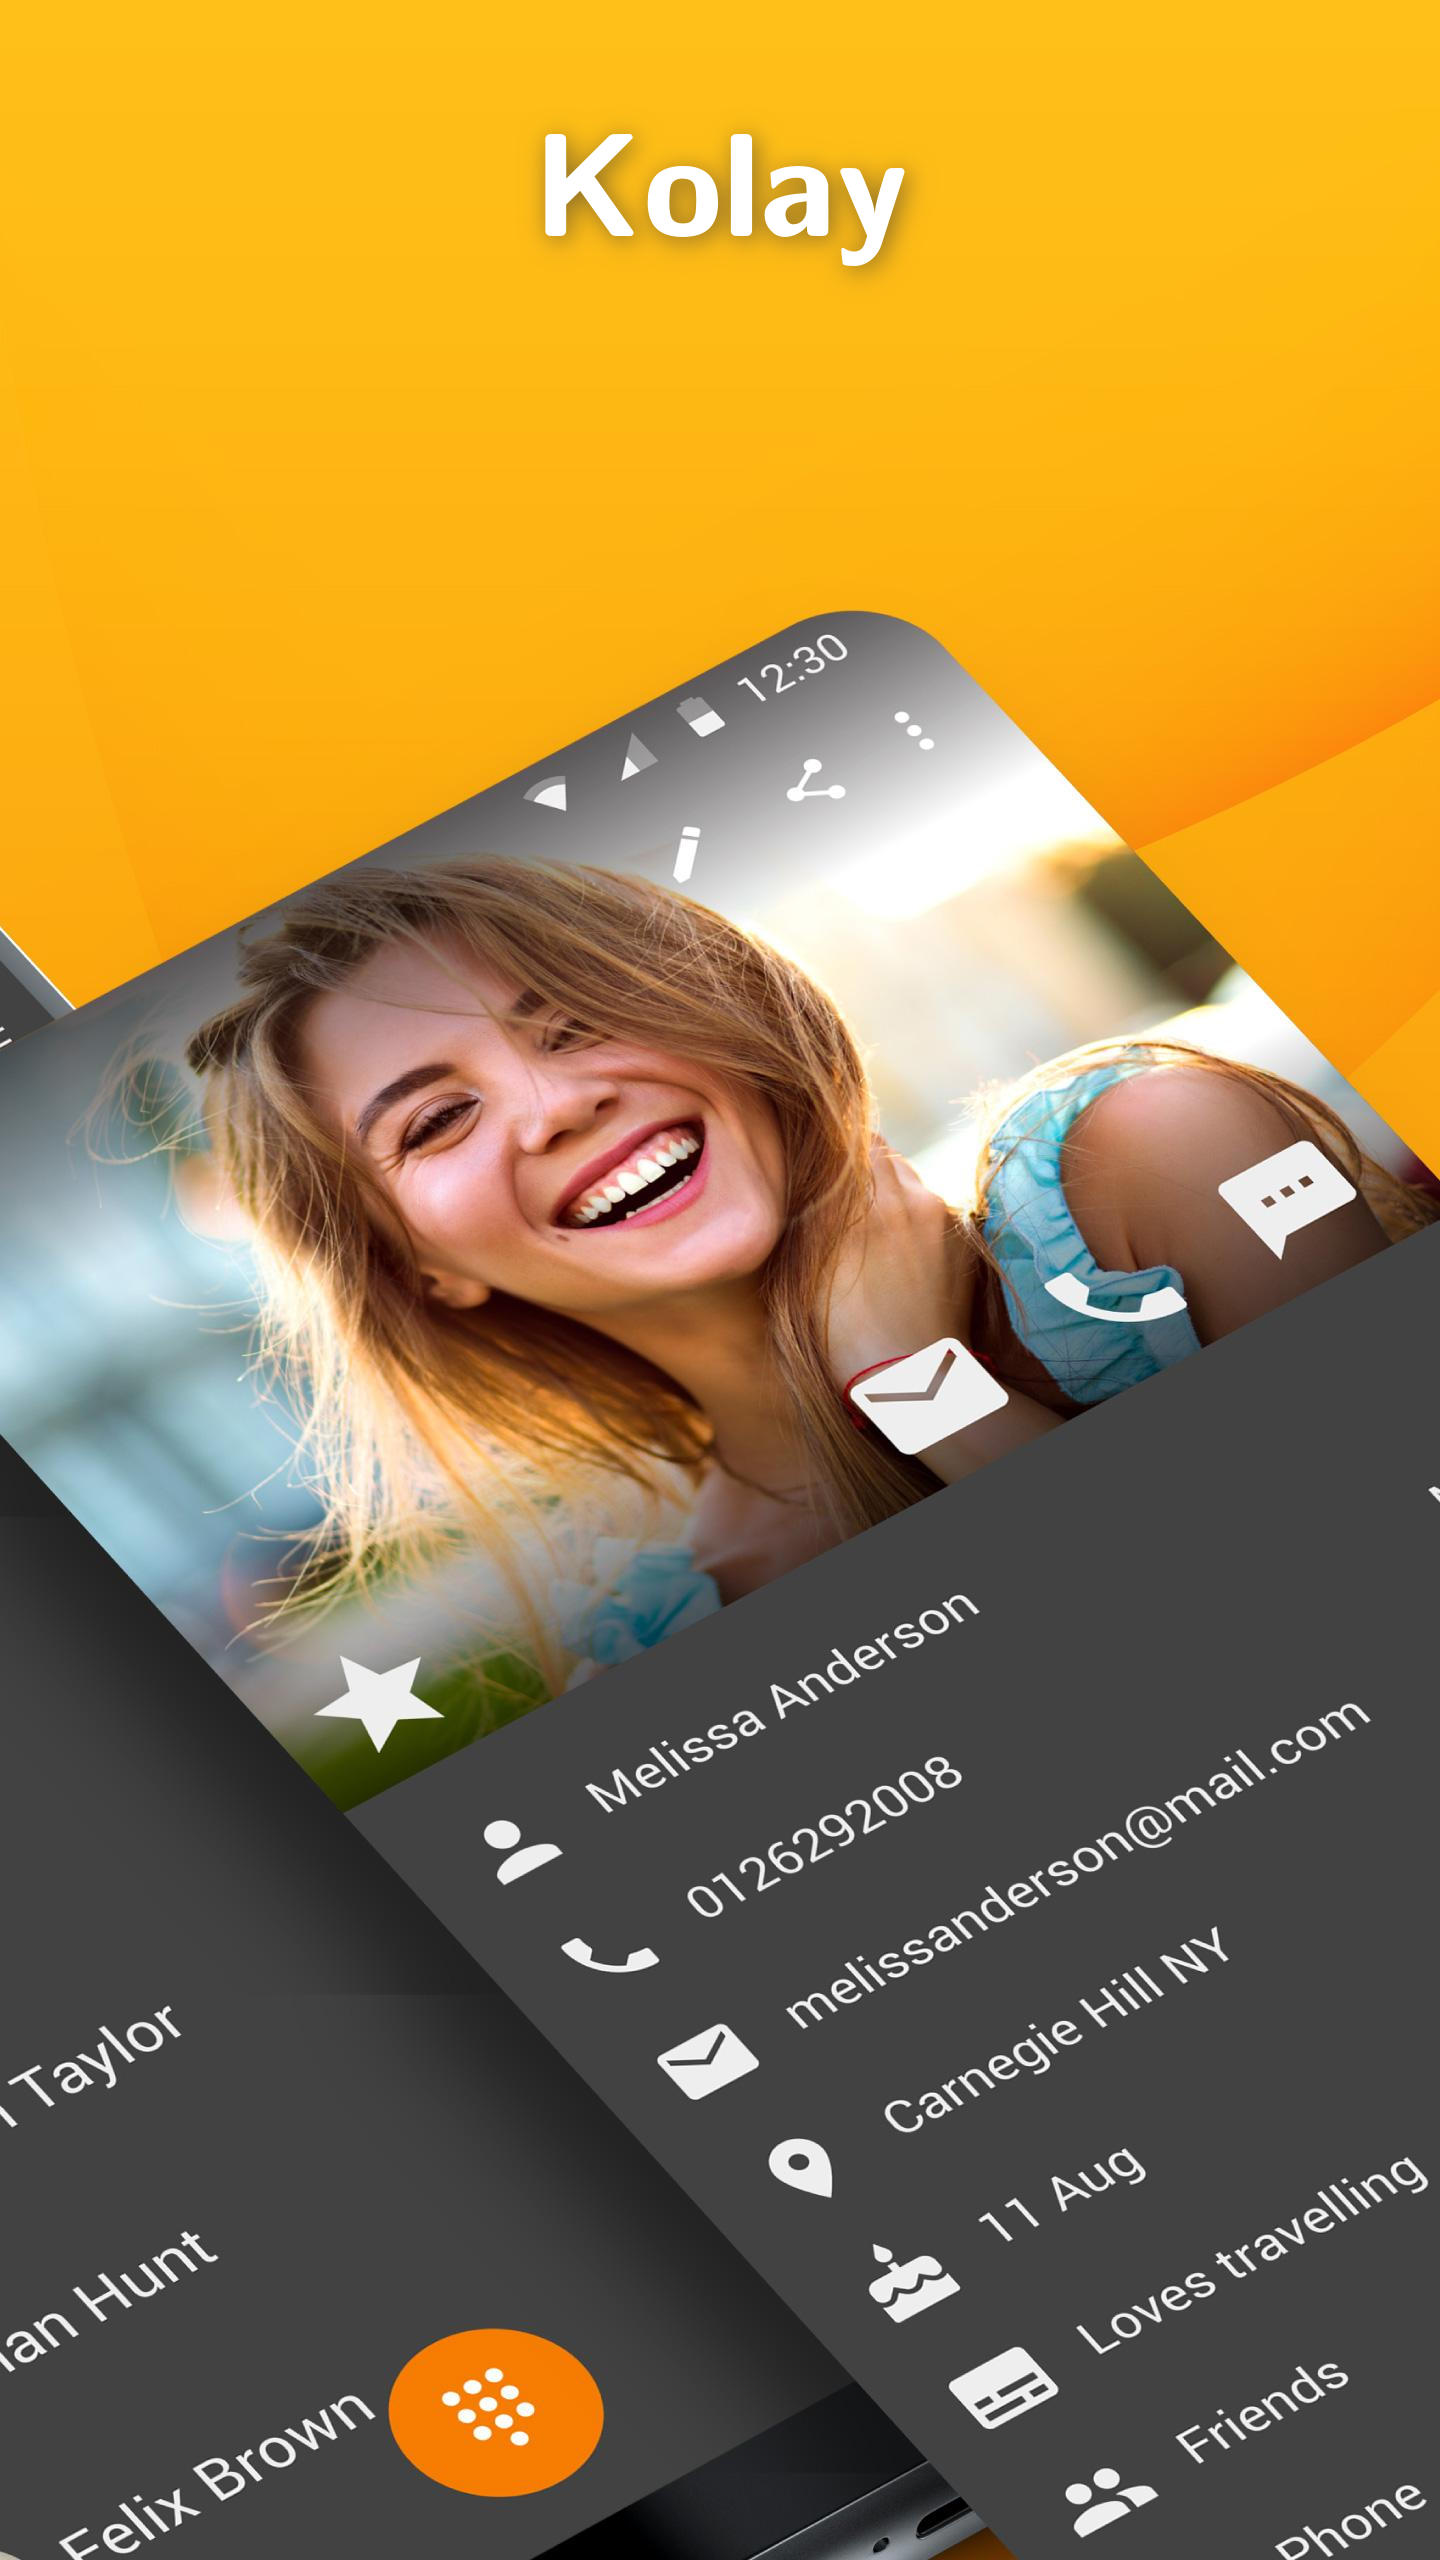 Kolay
12:30
Melissa Anderson
0126292008
melissanderson@mail.com
Carnegie Hill NY
11 Aug
Loves travelling
Friends
Phone
Taylor
Hunt
Felix Brown